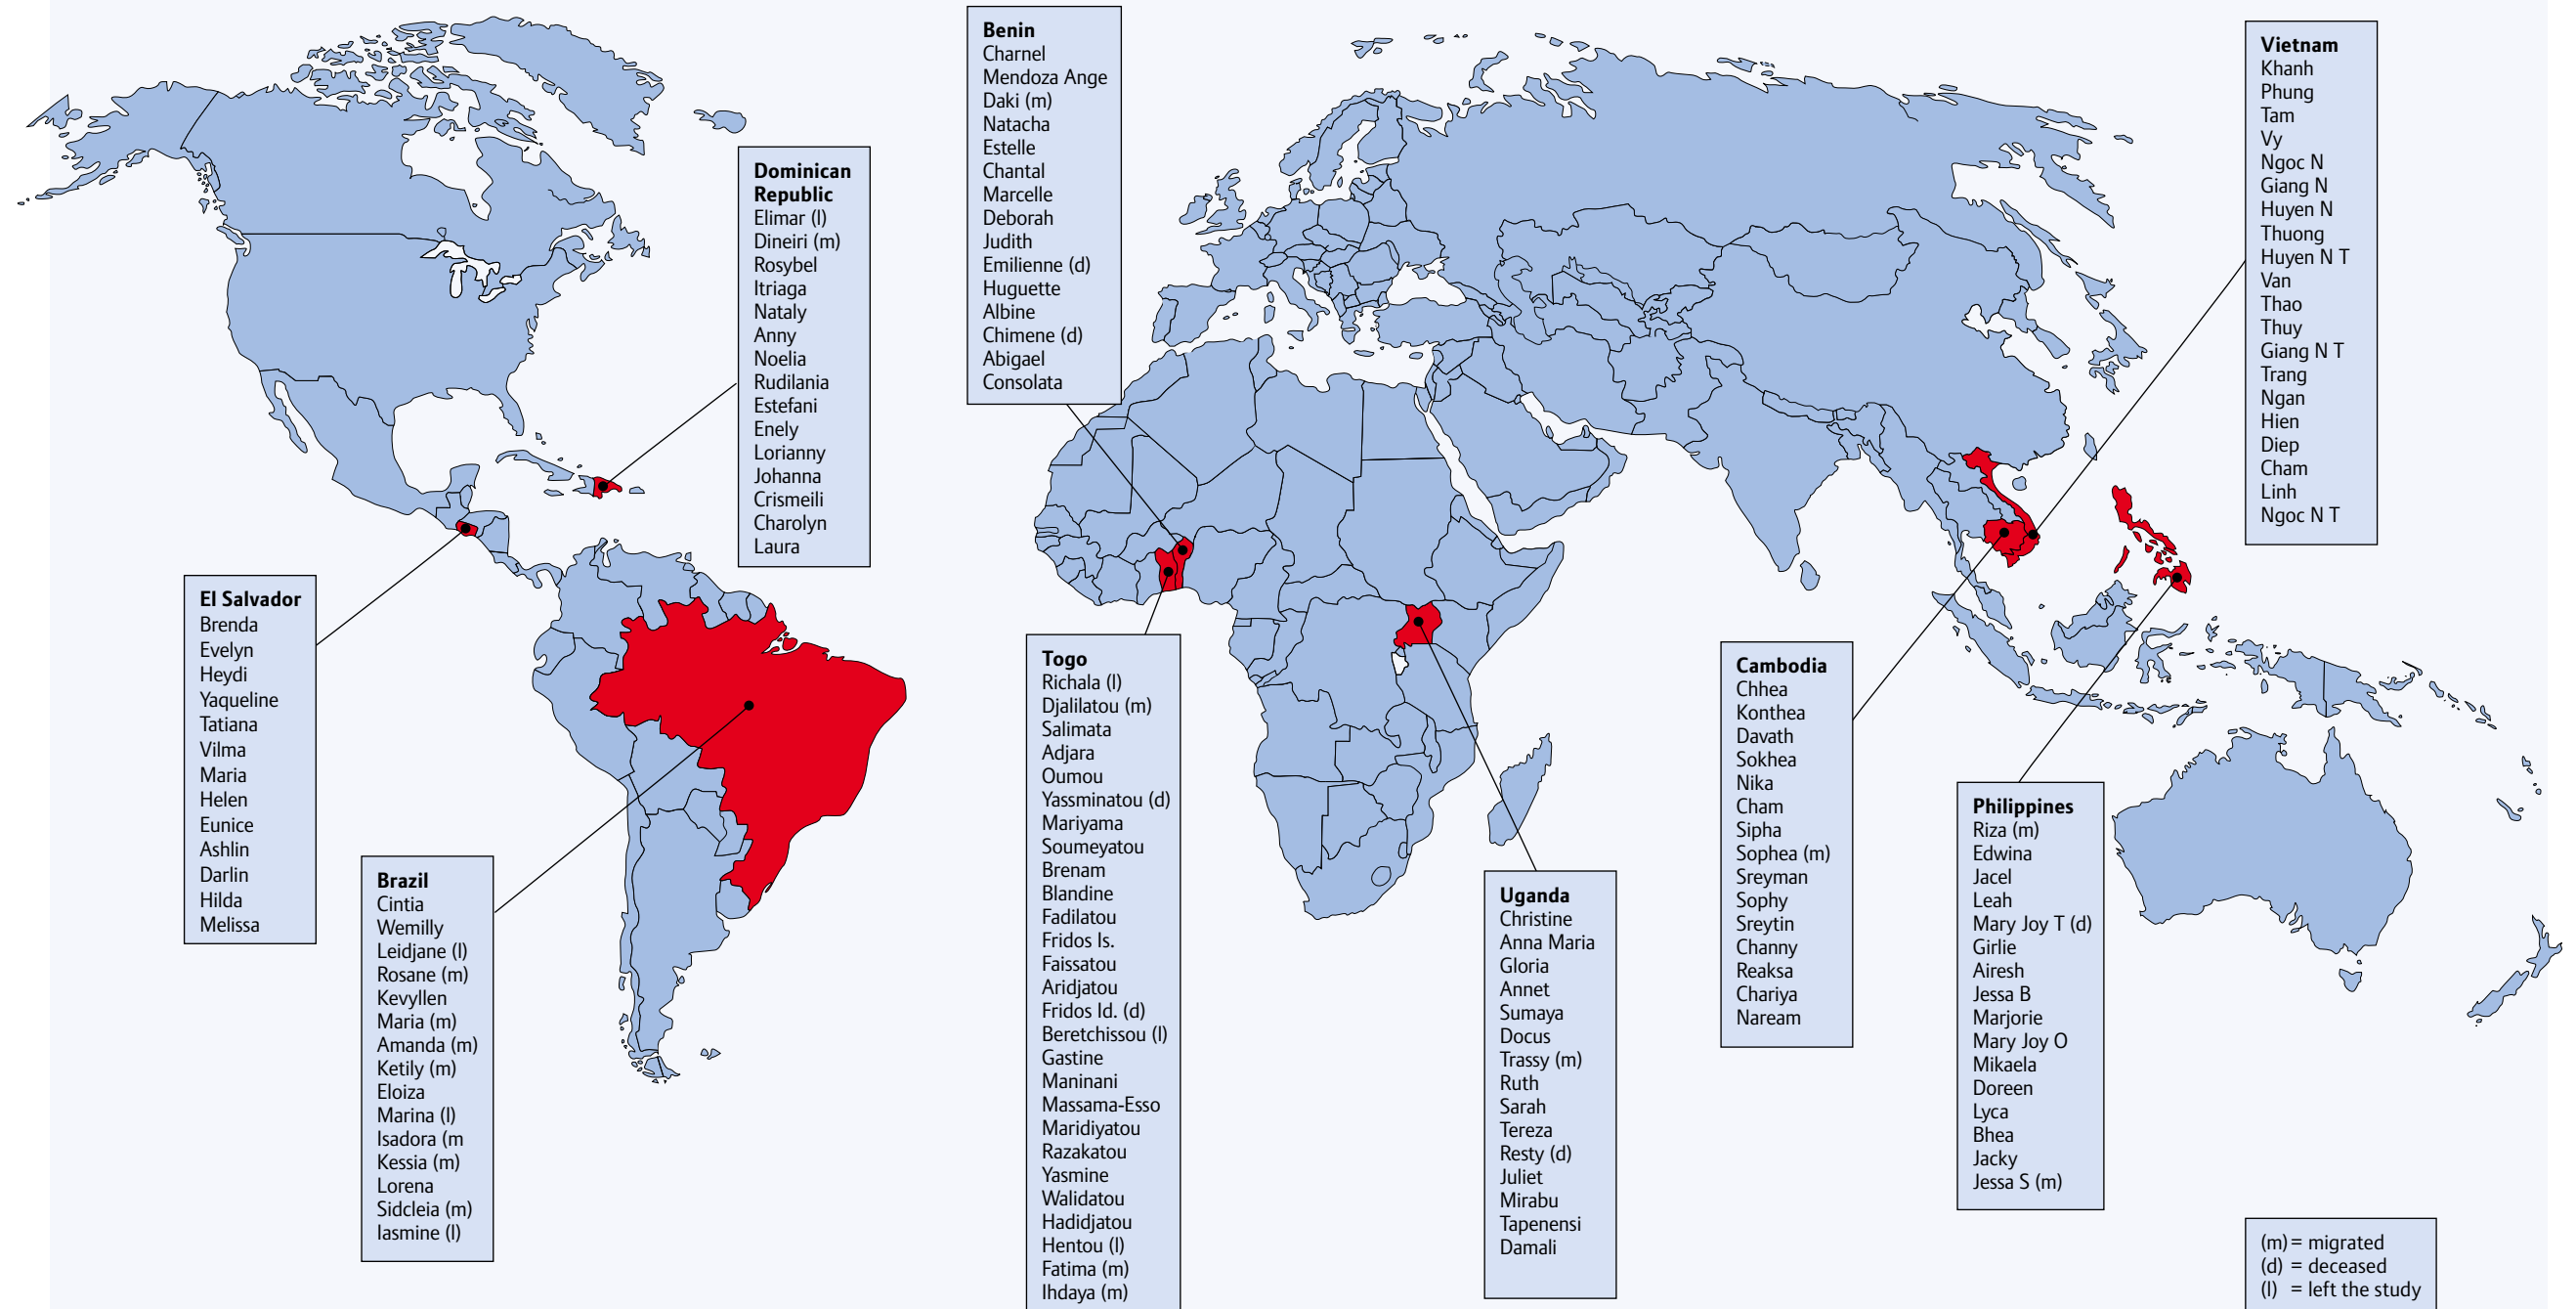 Benin
Charnel
Mendoza Ange
Daki (m)
Natacha
Estelle
Chantal
Marcelle
Deborah
Judith
Emilienne (d)
Huguette
Albine
Chimene (d)
Abigael
Consolata
Vietnam
Khanh
Phung
Tam
Vy
Ngoc N
Giang N
Huyen N
Thuong
Huyen N T
Van
Thao
Thuy
Giang N T
Trang
Ngan
Hien
Diep
Cham
Linh
Ngoc N T
Dominican
Republic
Elimar (l)
Dineiri (m)
Rosybel
Itriaga
Nataly
Anny
Noelia
Rudilania
Estefani
Enely
Lorianny
Johanna
Crismeili
Charolyn
Laura
El Salvador
Brenda
Evelyn
Heydi
Yaqueline
Tatiana
Vilma
Maria
Helen
Eunice
Ashlin
Darlin
Hilda
Melissa
Brazil
Cintia
Wemilly
Leidjane (l)
Rosane (m)
Kevyllen
Maria (m)
Amanda (m)
Ketily (m)
Eloiza
Marina (l)
Isadora (m
Kessia (m)
Lorena
Sidcleia (m)
Iasmine (l)
Togo
Richala (l)
Djalilatou (m)
Salimata
Adjara
Oumou
Yassminatou (d)
Mariyama
Soumeyatou
Brenam
Blandine
Fadilatou
Fridos Is.
Faissatou
Aridjatou
Fridos Id. (d)
Beretchissou (l)
Gastine
Maninani
Massama-Esso
Maridiyatou
Razakatou
Yasmine
Walidatou
Hadidjatou
Hentou (l)
Fatima (m)
Ihdaya (m)
Uganda
Christine
Anna Maria
Gloria
Annet
Sumaya
Docus
Trassy (m)
Ruth
Sarah
Tereza
Resty (d)
Juliet
Mirabu
Tapenensi
Damali
Cambodia
Chhea
Konthea
Davath
Sokhea
Nika
Cham
Sipha
Sophea (m)
Sreyman
Sophy
Sreytin
Channy
Reaksa
Chariya
Naream
Philippines
Riza (m)
Edwina
Jacel
Leah
Mary Joy T (d)
Girlie
Airesh
Jessa B
Marjorie
Mary Joy O
Mikaela
Doreen
Lyca
Bhea
Jacky
Jessa S (m)
(m) = migrated
(d) = deceased
(l) = left the study